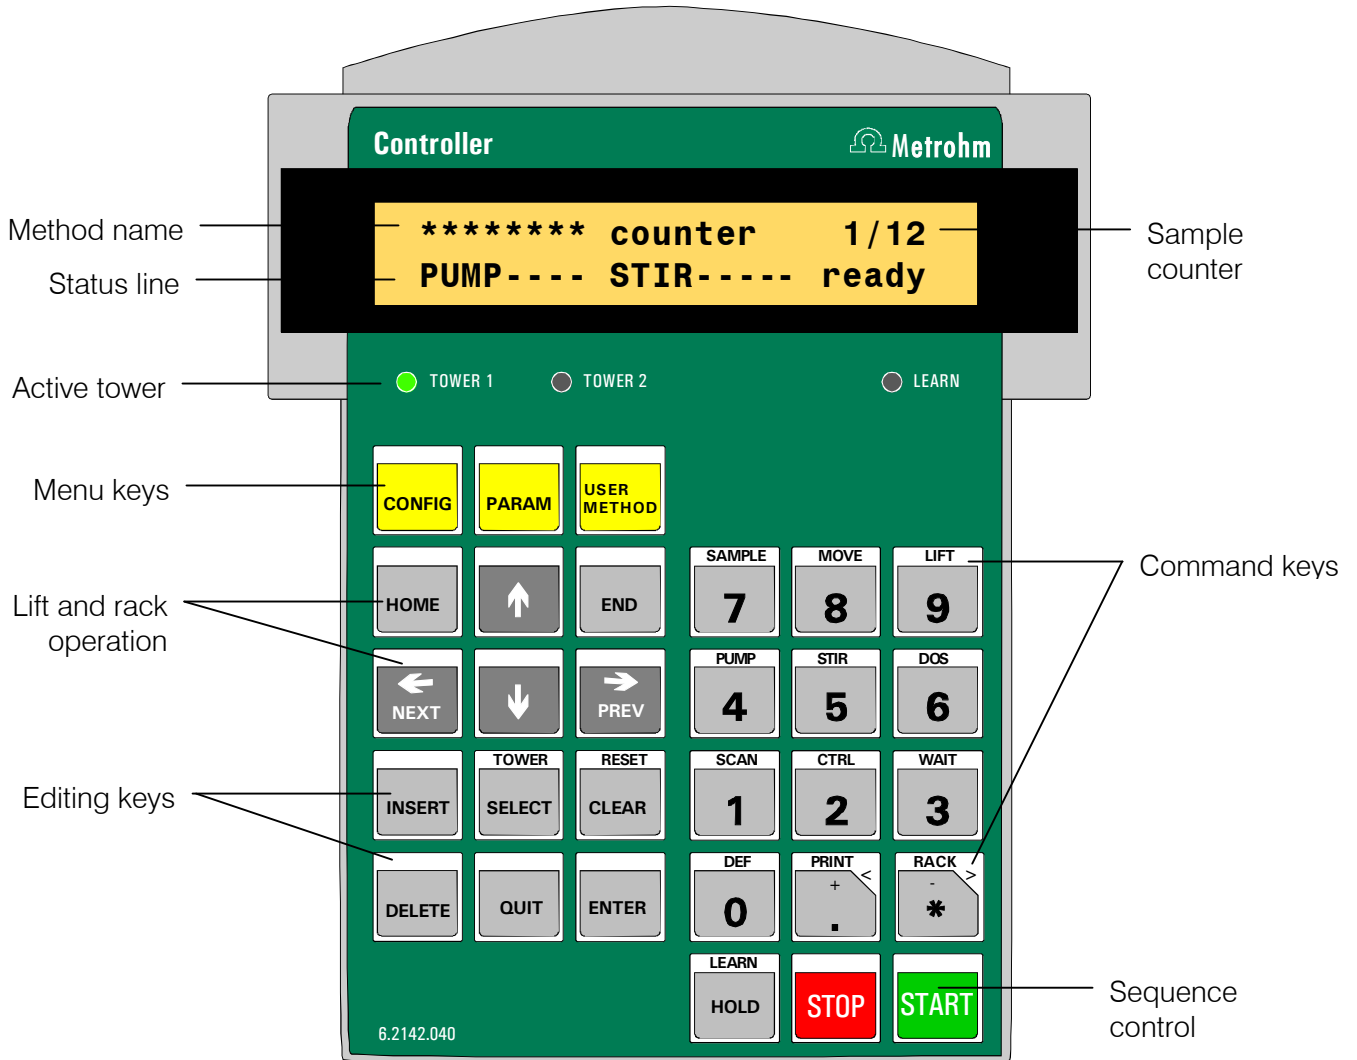 Controller
Metrohm
Method name
******** counter 1/12
Sample
counter
Status line
PUMP---- STIR----- ready
Active tower
TOWER 1
TOWER 2
LEARN
Menu keys
CONFIG
PARAM
USER
METHOD
Lift and rack
operation
HOME
↑
END
SAMPLE
7
MOVE
8
LIFT
9
Command keys
←
NEXT
↓
→
PREV
PUMP
4
STIR
5
DOS
6
Editing keys
INSERT
TOWER
SELECT
RESET
CLEAR
SCAN
1
CTRL
2
WAIT
3
DELETE
QUIT
ENTER
DEF
0
PRINT <
+
.
RACK >
-
*
LEARN
HOLD
STOP
START
Sequence
control
6.2142.040